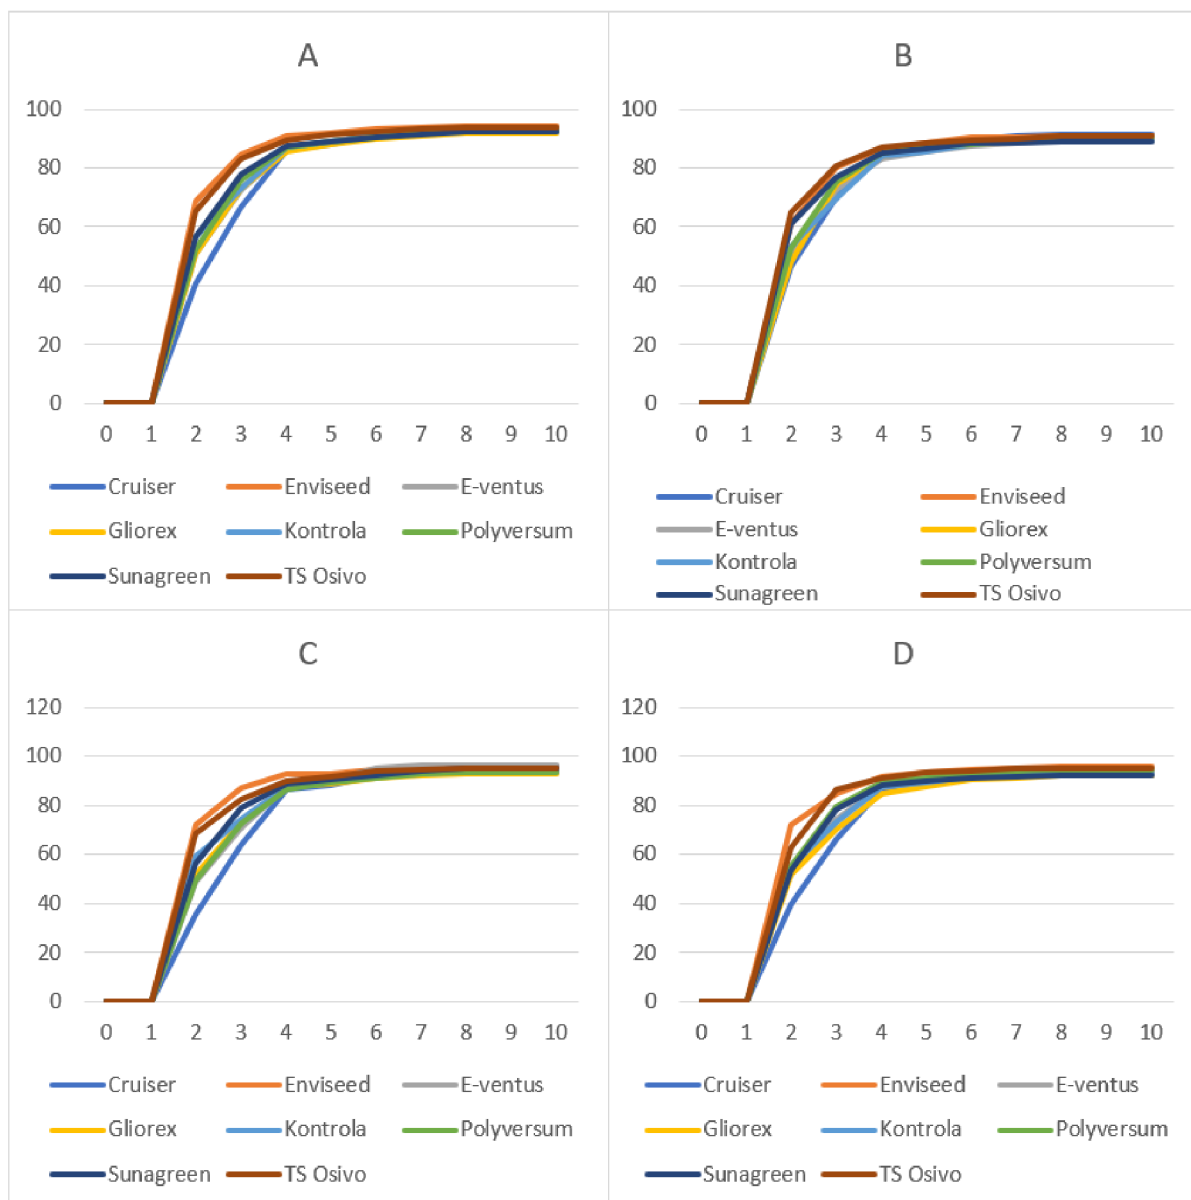 A
100
80
60
40
20
0
0 1 2 3 4 5 6 7 8 9 10
Cruiser Enviseed E-ventus
Gliorex Kontrola Polyversum
Sunagreen TS Osivo
B
100
80
60
40
20
0
0 1 2 3 4 5 6 7 8 9 10
Cruiser Enviseed
E-ventus Gliorex
Kontrola Polyversum
Sunagreen TS Osivo
C
120
100
80
60
40
20
0
0 1 2 3 4 5 6 7 8 9 10
Cruiser Enviseed E-ventus
Gliorex Kontrola Polyversum
Sunagreen TS Osivo
D
120
100
80
60
40
20
0
0 1 2 3 4 5 6 7 8 9 10
Cruiser Enviseed E-ventus
Gliorex Kontrola Polyversum
Sunagreen TS Osivo